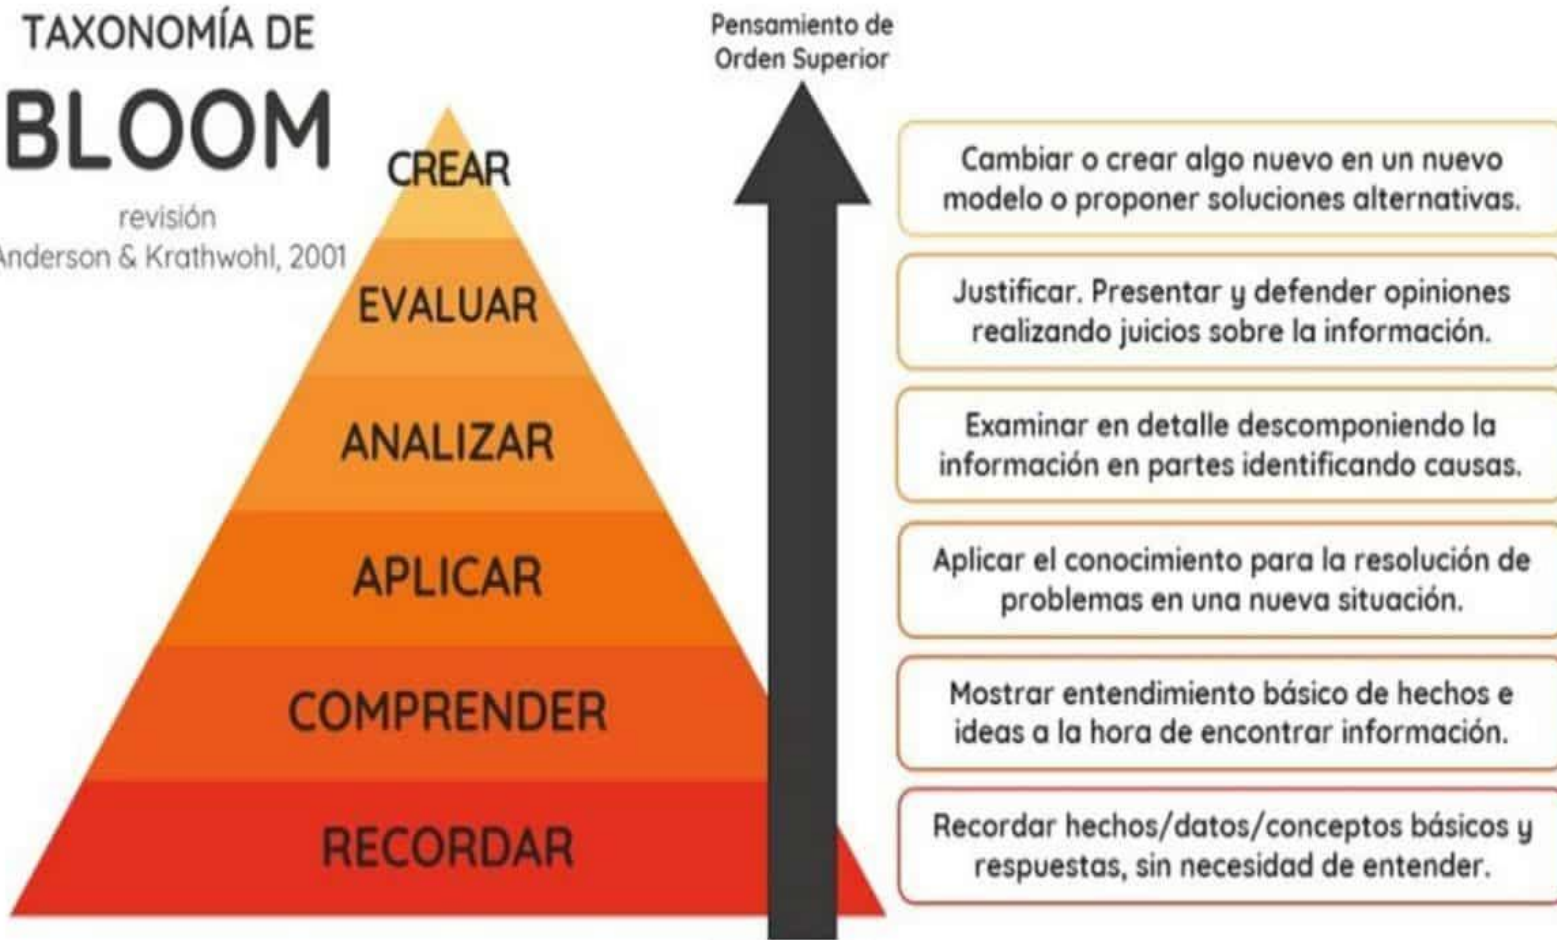 TAXONOMÍA DE
BLOOM
revisión
Anderson & Krathwohl, 2001
Pensamiento de
Orden Superior
CREAR
Cambiar o crear algo nuevo en un nuevo
modelo o proponer soluciones alternativas.
EVALUAR
Justificar. Presentar y defender opiniones
realizando juicios sobre la información.
ANALIZAR
Examinar en detalle descomponiendo la
información en partes identificando causas.
APLICAR
Aplicar el conocimiento para la resolución de
problemas en una nueva situación.
COMPRENDER
Mostrar entendimiento básico de hechos e
ideas a la hora de encontrar información.
RECORDAR
Recordar hechos/datos/conceptos básicos y
respuestas, sin necesidad de entender.